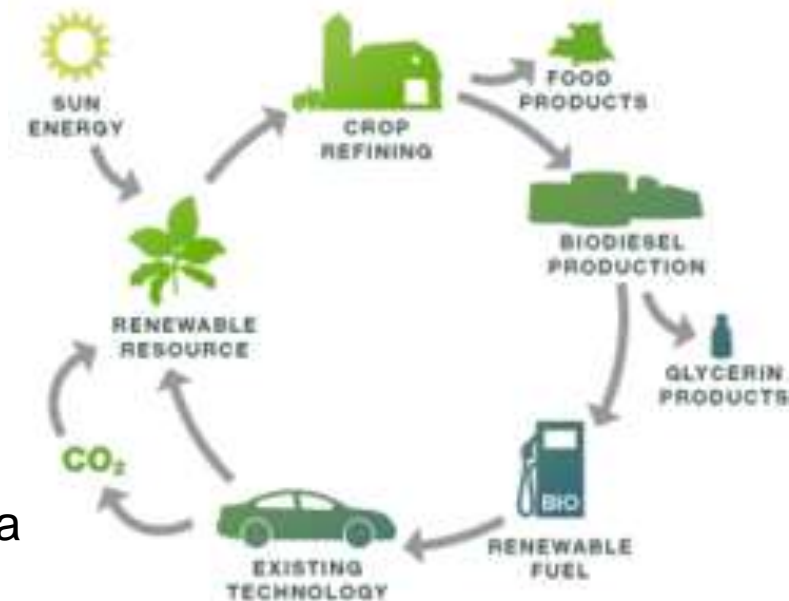 SUN
ENERGY
CROP
REFINING
FOOD
PRODUCTS
BIODIESEL
PRODUCTION
GLYCERIN
PRODUCTS
BIO
RENEWABLE
FUEL
EXISTING
TECHNOLOGY
CO₂
RENEWABLE
RESOURCE
a